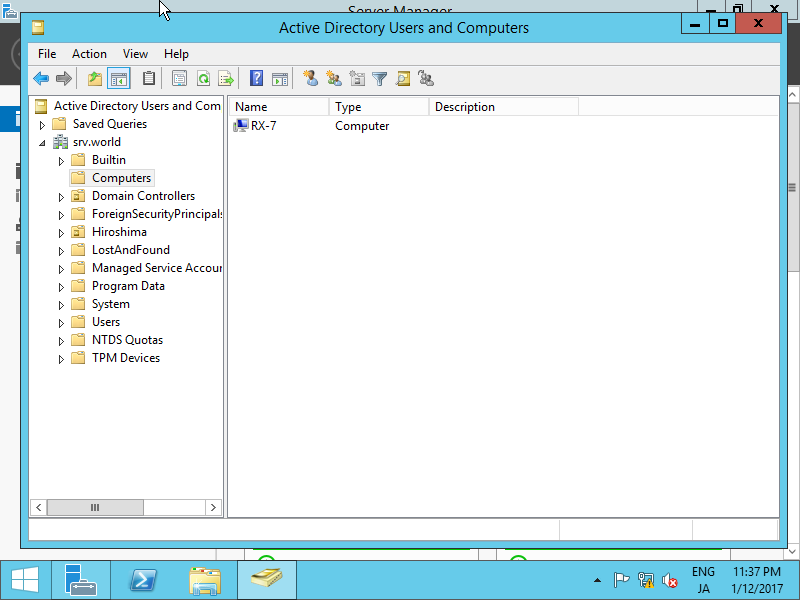 Server Manager
Active Directory Users and Computers
File Action View Help
Active Directory Users and Com
Saved Queries
srv.world
Builtin
Computers
Domain Controllers
ForeignSecurityPrincipals
Hiroshima
LostAndFound
Managed Service Accour
Program Data
System
Users
NTDS Quotas
TPM Devices
Name Type Description
RX-7 Computer
ENG
JA
11:37 PM
1/12/2017